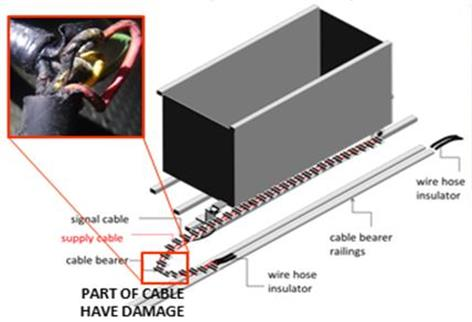 signal cable
supply cable
cable bearer
PART OF CABLE
HAVE DAMAGE
wire hose
insulator
cable bearer
railings
wire hose
insulator